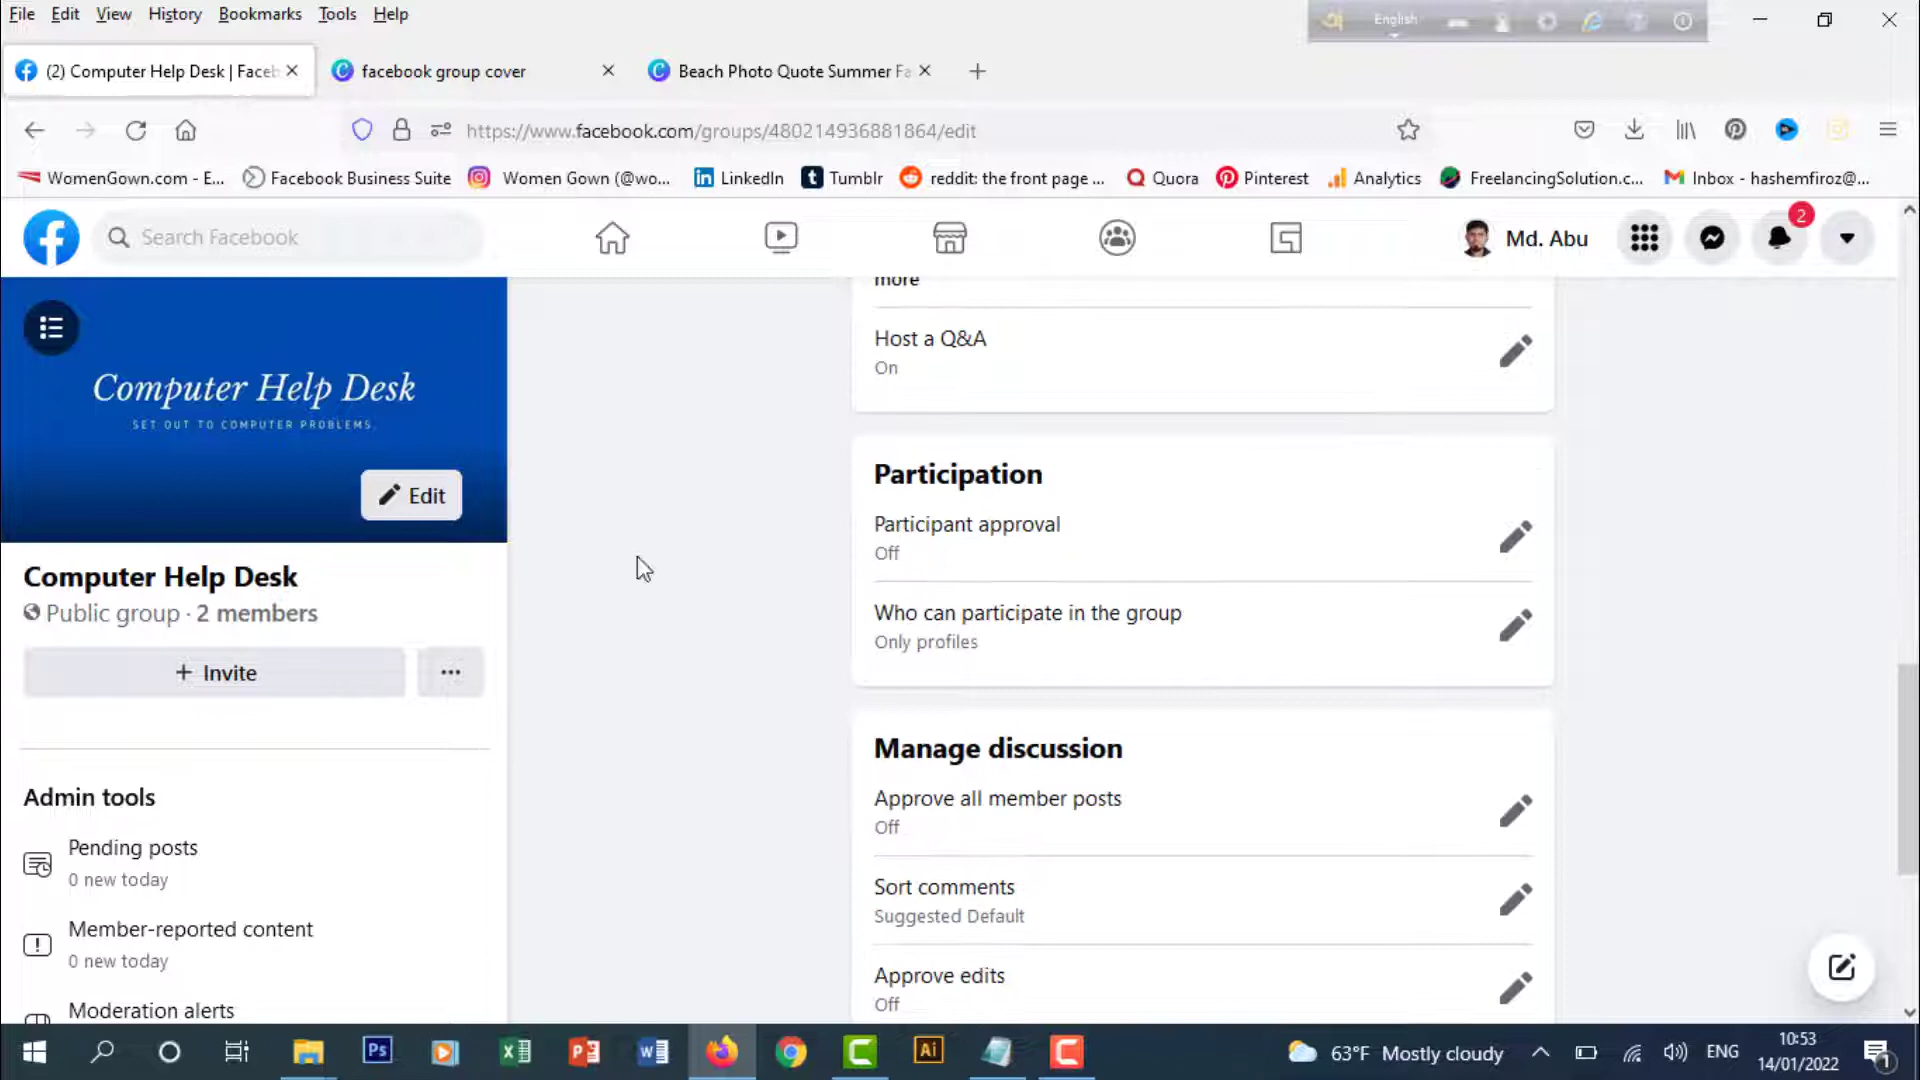 File Edit View History Bookmarks Tools Help
English
(2) Computer Help Desk | Faceb
facebook group cover
Beach Photo Quote Summer Fa
https://www.facebook.com/groups/480214936881864/edit
WomenGown.com - E...
Facebook Business Suite
Women Gown (@wo...
LinkedIn
Tumblr
reddit: the front page ...
Quora
Pinterest
Analytics
FreelancingSolution.c...
Inbox - hashemfiroz@...
Search Facebook
Md. Abu
2
Computer Help Desk
SET OUT TO COMPUTER PROBLEMS
Edit
Computer Help Desk
Public group · 2 members
+ Invite
Admin tools
Pending posts
0 new today
Member-reported content
0 new today
Moderation alerts
more
Host a Q&A
On
Participation
Participant approval
Off
Who can participate in the group
Only profiles
Manage discussion
Approve all member posts
Off
Sort comments
Suggested Default
Approve edits
Off
Ps
Ai
63°F Mostly cloudy
ENG
10:53
14/01/2022
1